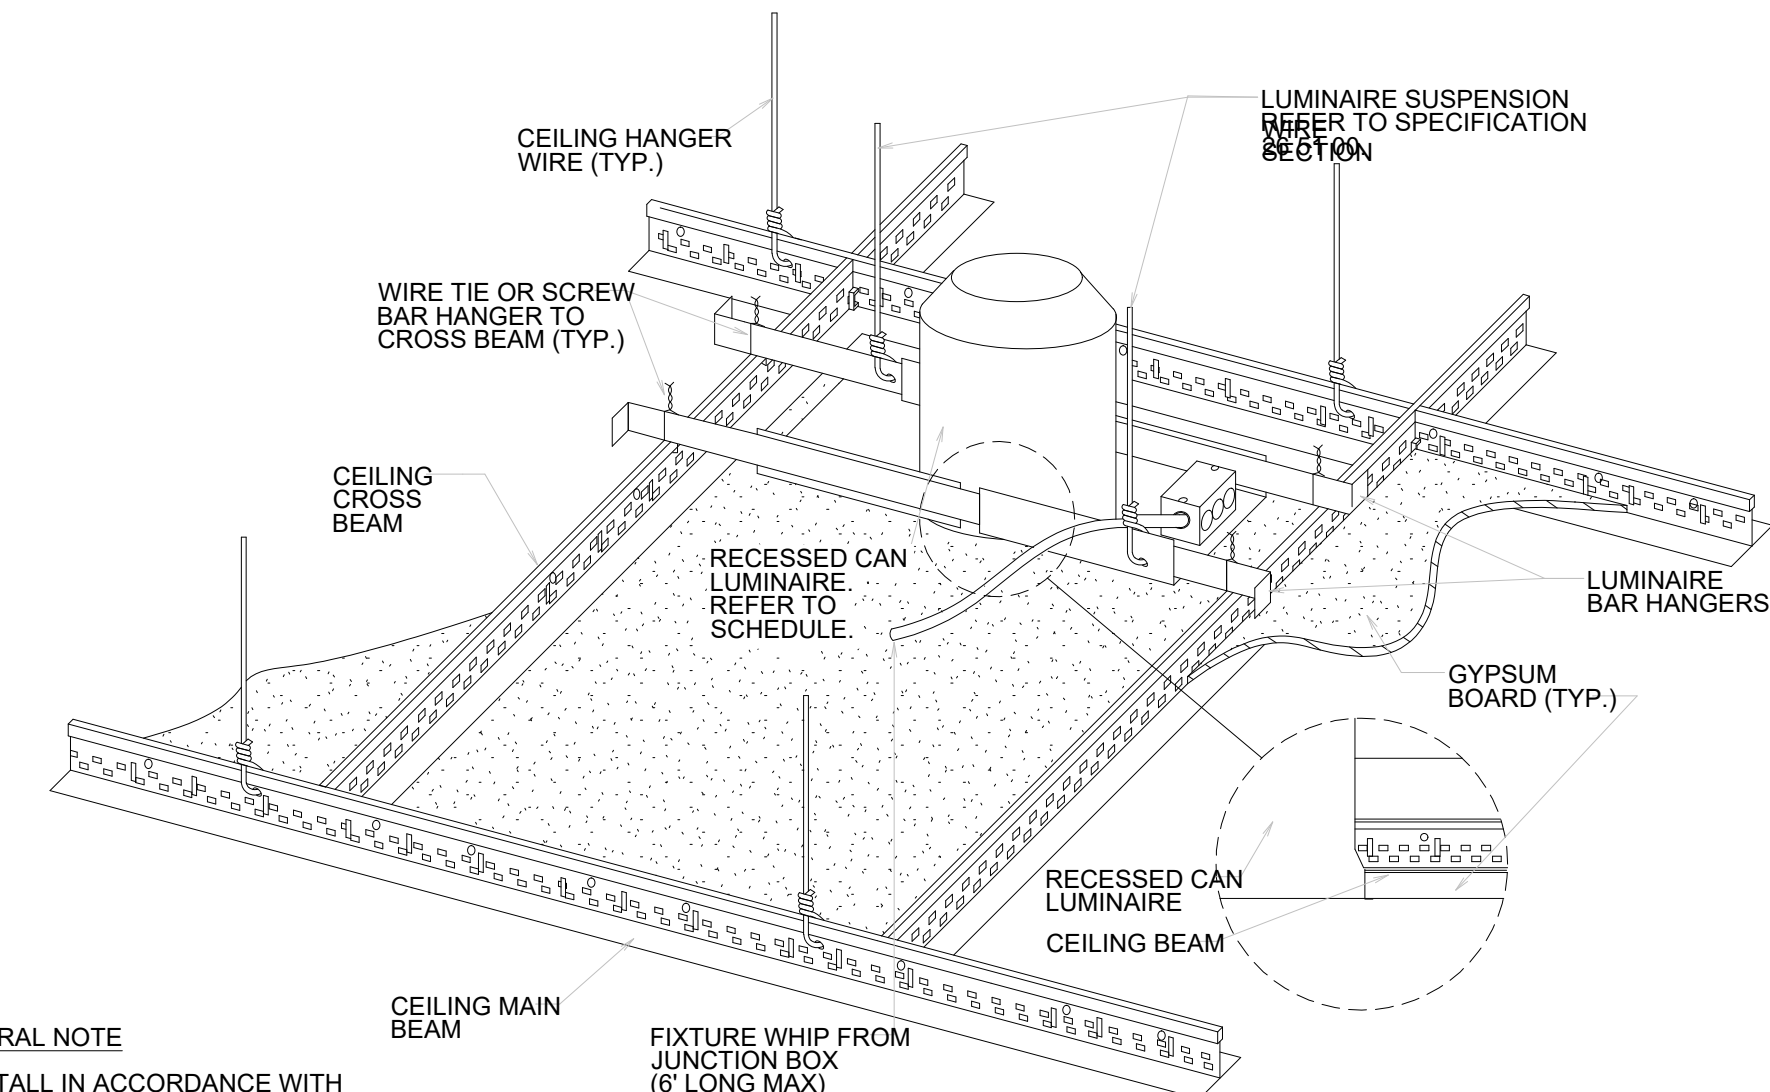 LUMINAIRE SUSPENSION
WIRE.
REFER TO SPECIFICATION
SECTION
26 51 00.
CEILING HANGER
WIRE (TYP.)
WIRE TIE OR SCREW
BAR HANGER TO
CROSS BEAM (TYP.)
CEILING
CROSS
BEAM
RECESSED CAN
LUMINAIRE.
REFER TO
SCHEDULE.
LUMINAIRE
BAR HANGERS
GYPSUM
BOARD (TYP.)
RECESSED CAN
LUMINAIRE
CEILING BEAM
CEILING MAIN
BEAM
FIXTURE WHIP FROM
JUNCTION BOX
(6' LONG MAX)
RAL NOTE
TALL IN ACCORDANCE WITH